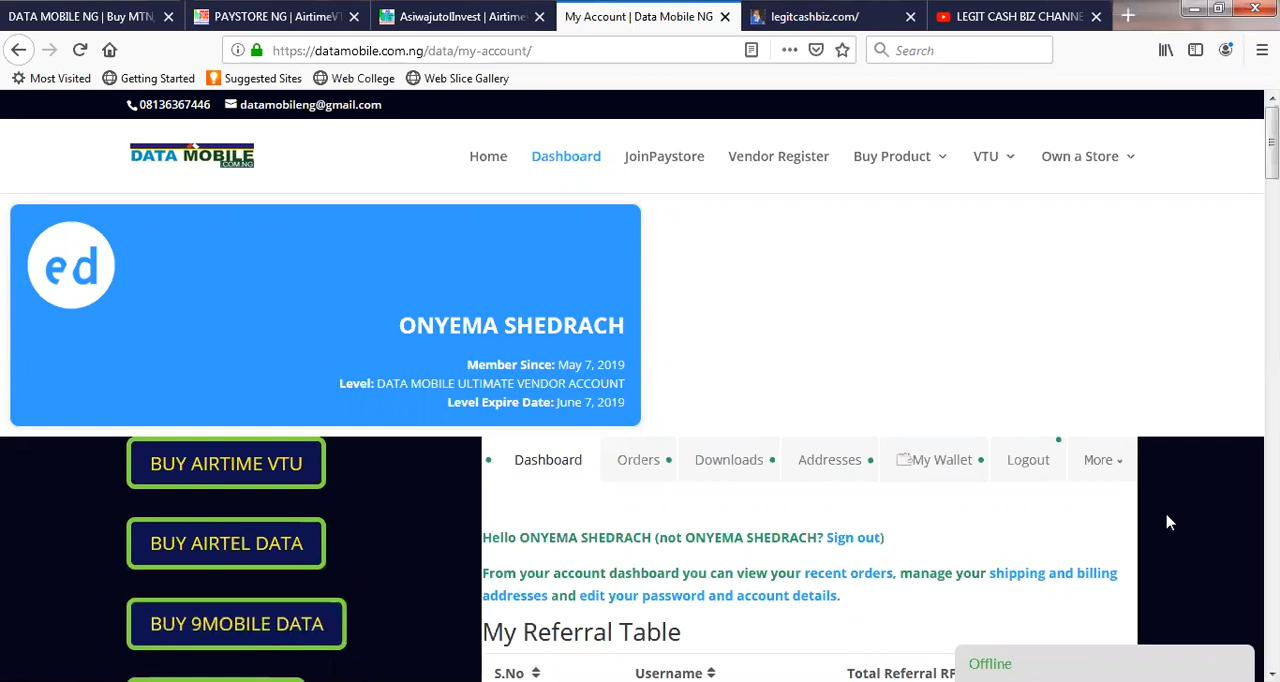 DATA MOBILE NG | Buy MTN,
PAYSTORE NG | AirtimeVT
AsiwajutoIInvest | Airtime
My Account | Data Mobile NG
legitcashbiz.com/
LEGIT CASH BIZ CHANNE
https://datamobile.com.ng/data/my-account/
Search
Most Visited
Getting Started
Suggested Sites
Web College
Web Slice Gallery
08136367446
datamobileng@gmail.com
DATA MOBILE
.COM.NG
Home
Dashboard
JoinPaystore
Vendor Register
Buy Product
VTU
Own a Store
ed
ONYEMA SHEDRACH
Member Since: May 7, 2019
Level: DATA MOBILE ULTIMATE VENDOR ACCOUNT
Level Expire Date: June 7, 2019
BUY AIRTIME VTU
BUY AIRTEL DATA
BUY 9MOBILE DATA
Dashboard
Orders
Downloads
Addresses
My Wallet
Logout
More
Hello ONYEMA SHEDRACH (not ONYEMA SHEDRACH? Sign out)
From your account dashboard you can view your recent orders, manage your shipping and billing
addresses and edit your password and account details.
My Referral Table
S.No
Username
Total Referral
Offline